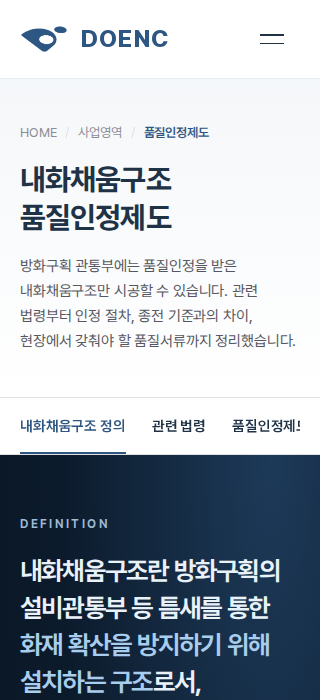 DOENC
HOME / 사업영역 / 품질인정제도
내화채움구조
품질인정제도
방화구획 관통부에는 품질인정을 받은
내화채움구조만 시공할 수 있습니다. 관련
법령부터 인정 절차, 종전 기준과의 차이,
현장에서 갖춰야 할 품질서류까지 정리했습니다.
내화채움구조 정의 관련 법령 품질인정제
DEFINITION
내화채움구조란 방화구획의
설비관통부 등 틈새를 통한
화재 확산을 방지하기 위해
설치하는 구조로서,